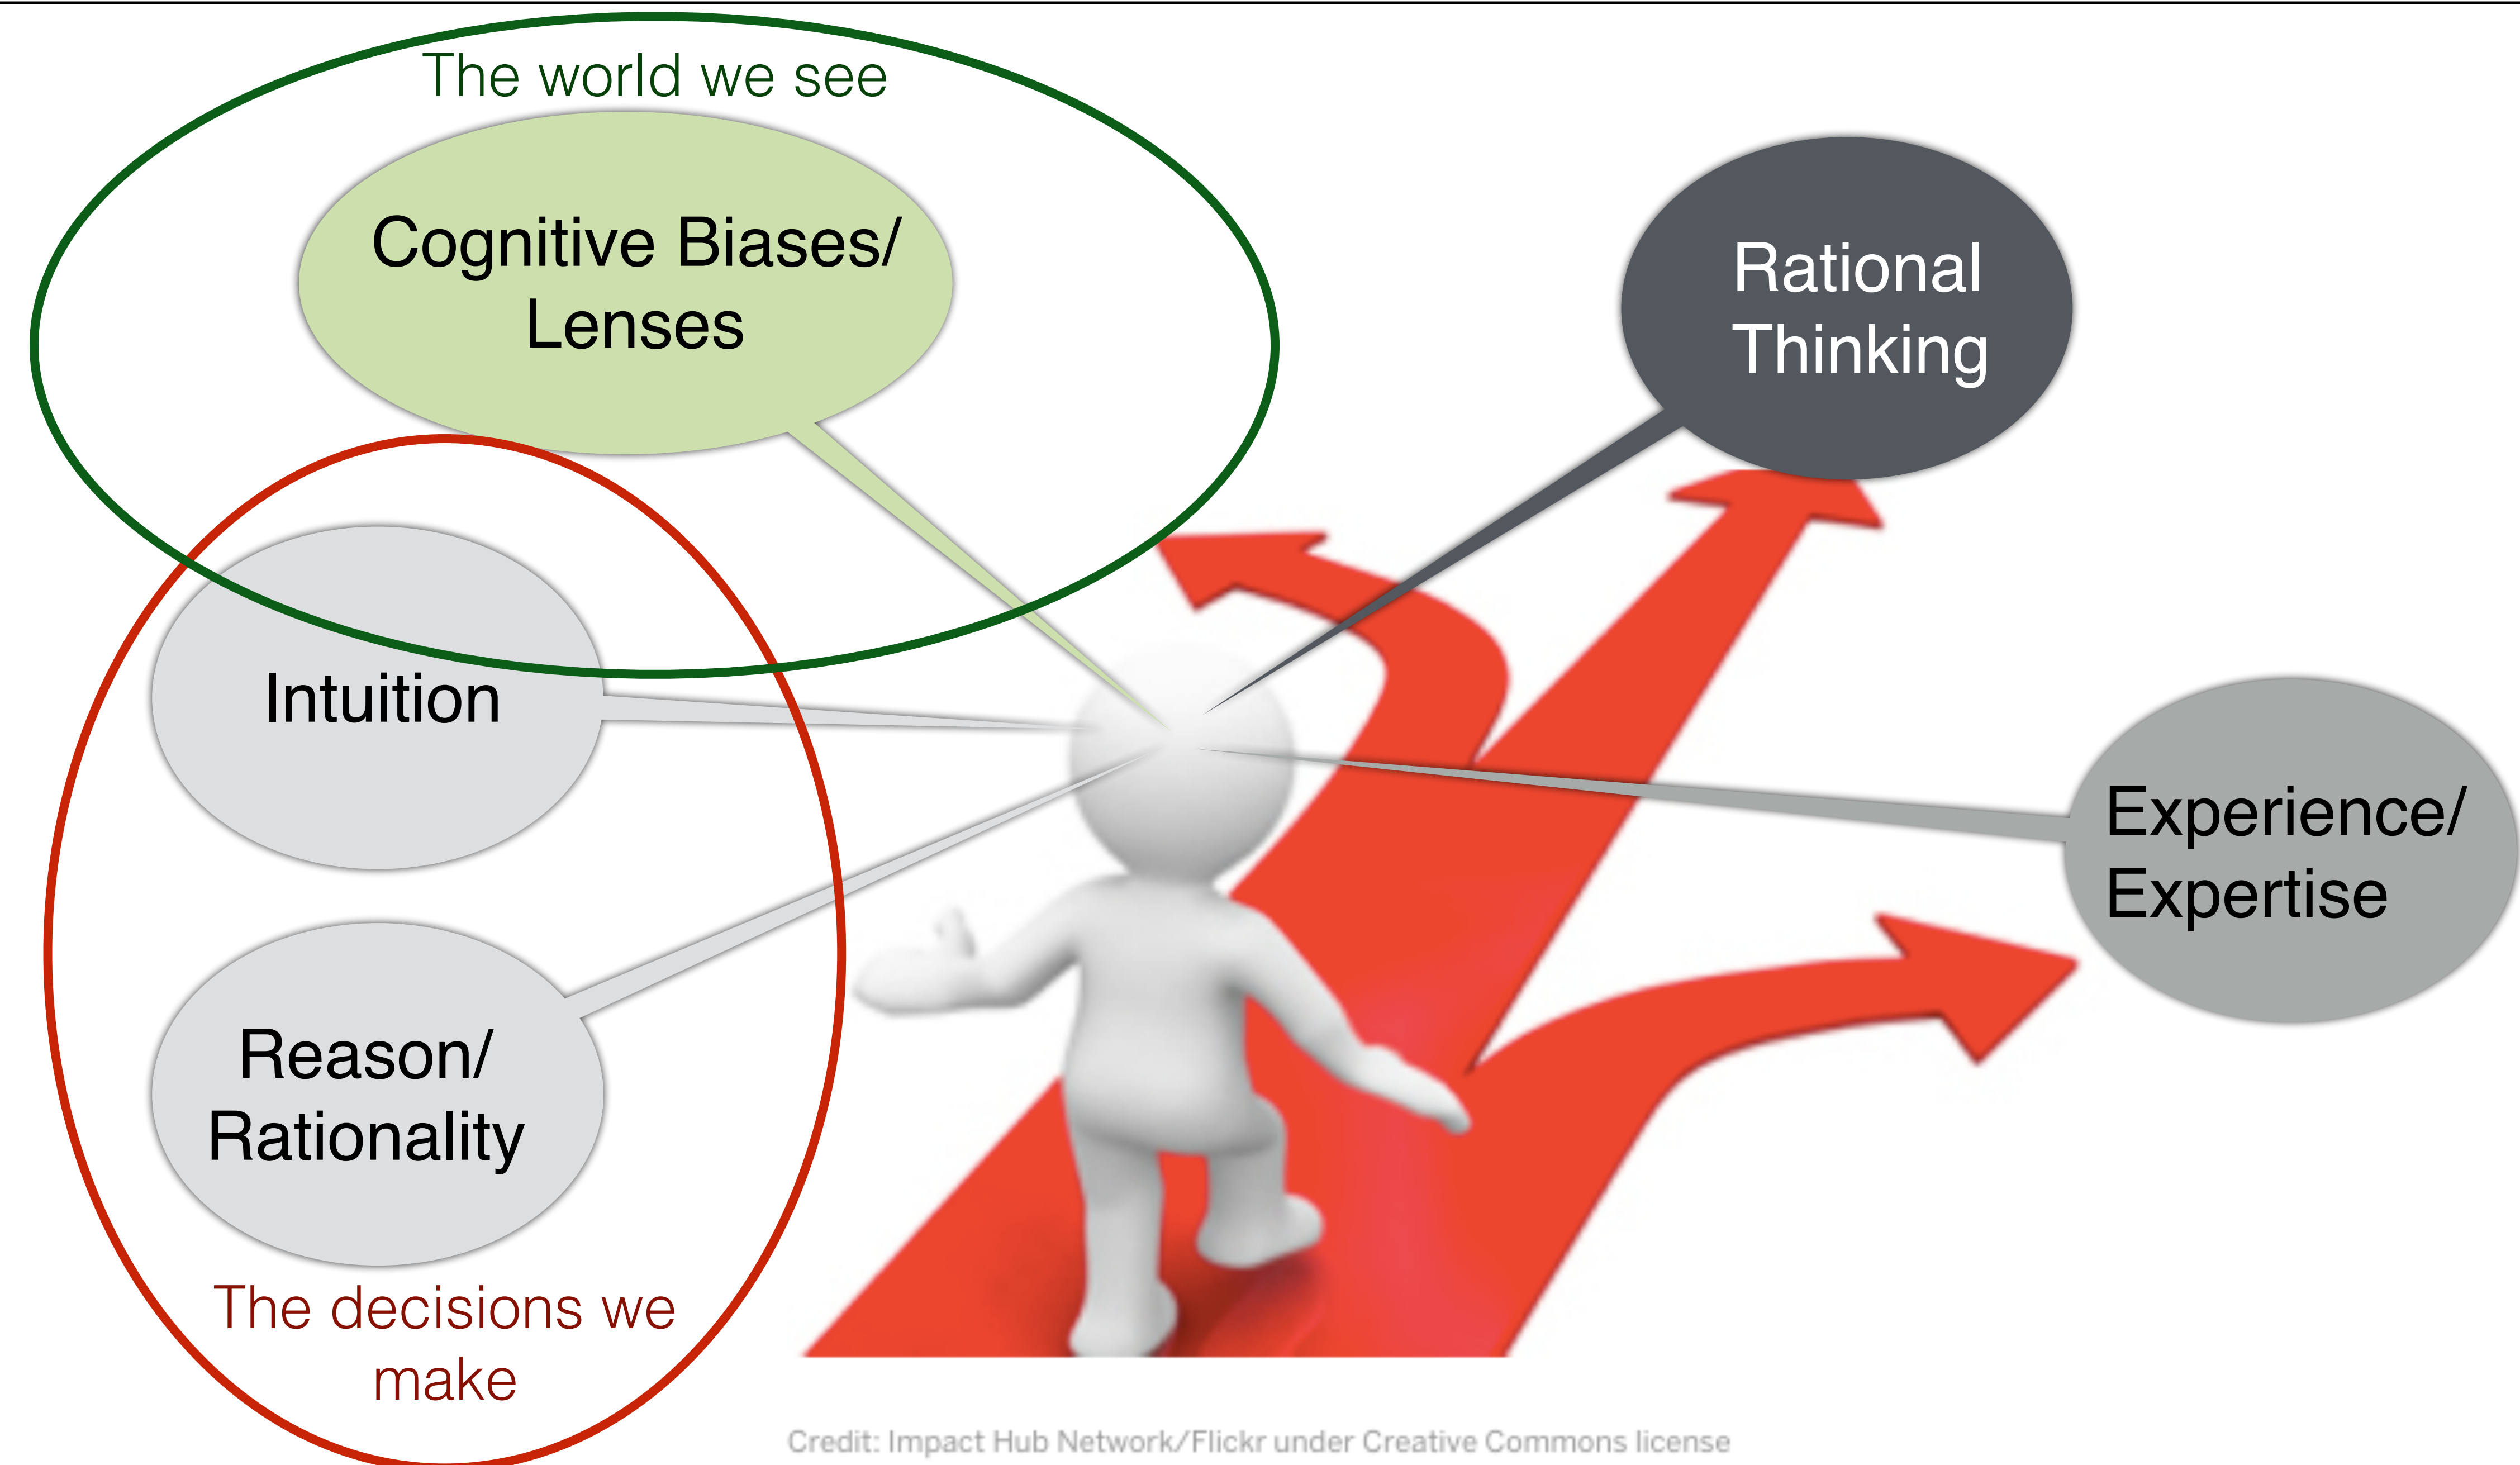 The world we see
Cognitive Biases/
Lenses
Rational
Thinking
Intuition
Experience/
Expertise
Reason/
Rationality
The decisions we
make
Credit: Impact Hub Network/Flickr under Creative Commons license